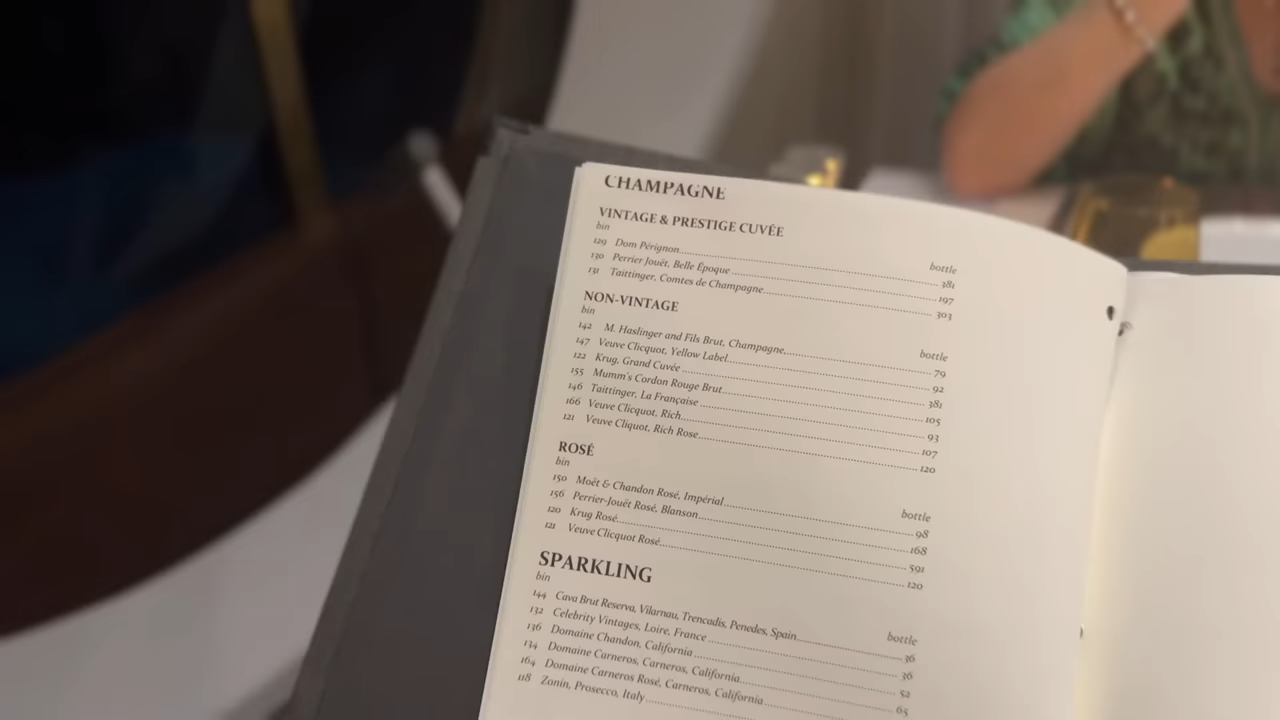 CHAMPAGNE
VINTAGE & PRESTIGE CUVÉE
bin bottle
129 Dom Pérignon 381
130 Perrier Jouët, Belle Époque 197
131 Taittinger, Comtes de Champagne 303
NON-VINTAGE
bin bottle
142 M. Haslinger and Fils Brut, Champagne 79
147 Veuve Clicquot, Yellow Label 92
122 Krug, Grand Cuvée 381
155 Mumm's Cordon Rouge Brut 105
146 Taittinger, La Française 93
166 Veuve Clicquot, Rich 107
121 Veuve Cliquot, Rich Rose 120
ROSÉ
bin bottle
150 Moët & Chandon Rosé, Impérial 98
156 Perrier-Jouët Rosé, Blanson 168
120 Krug Rosé 591
121 Veuve Clicquot Rosé 120
SPARKLING
bin bottle
144 Cava Brut Reserva, Vilarnau, Trencadis, Penedes, Spain 36
132 Celebrity Vintages, Loire, France 36
136 Domaine Chandon, California 52
134 Domaine Carneros, Carneros, California 65
164 Domaine Carneros Rosé, Carneros, California
118 Zonin, Prosecco, Italy